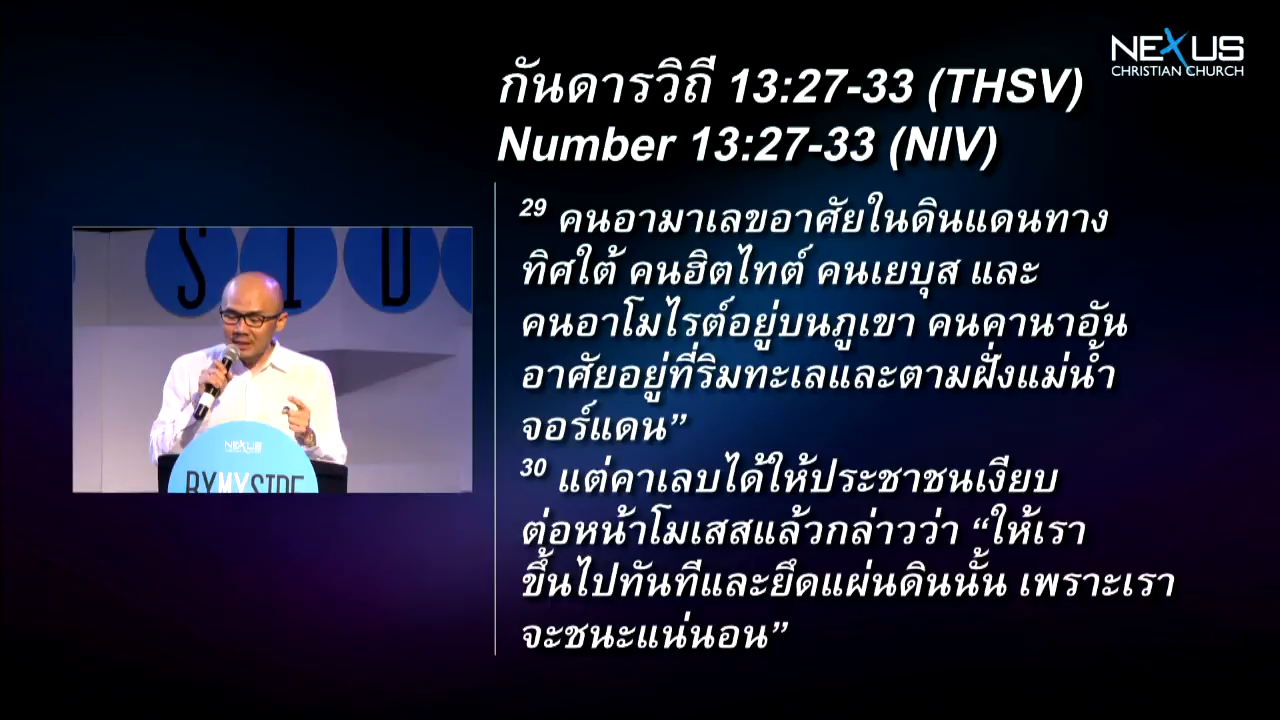 NEXUS
CHRISTIAN CHURCH
กันดารวิถี 13:27-33 (THSV)
Number 13:27-33 (NIV)
29 คนอามาเลขอาศัยในดินแดนทาง
ทิศใต้ คนฮิตไทต์ คนเยบุส และ
คนอาโมไรต์อยู่บนภูเขา คนคานาอัน
อาศัยอยู่ที่ริมทะเลและตามฝั่งแม่น้ำ
จอร์แดน”
30 แต่คาเลบได้ให้ประชาชนเงียบ
ต่อหน้าโมเสสแล้วกล่าวว่า “ให้เรา
ขึ้นไปทันทีและยึดแผ่นดินนั้น เพราะเรา
จะชนะแน่นอน”
S I D
NEXUS
BYMYSIDE